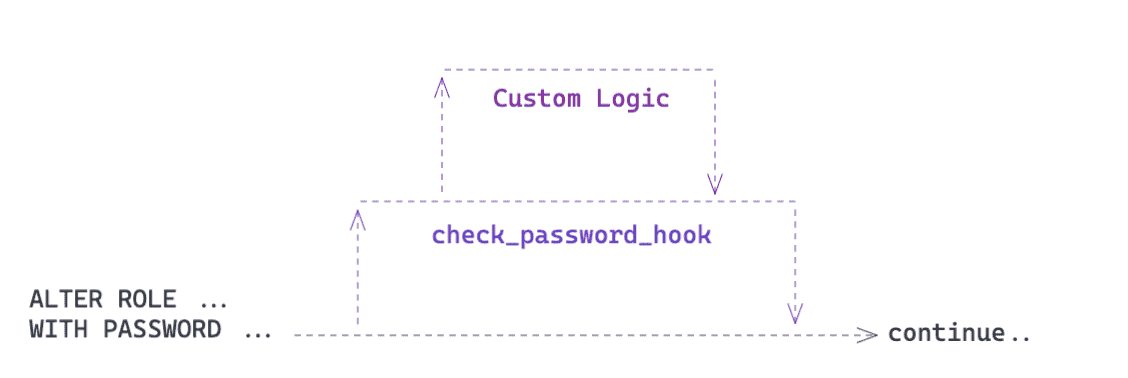 Custom Logic
check_password_hook
ALTER ROLE ...
WITH PASSWORD ...
continue..